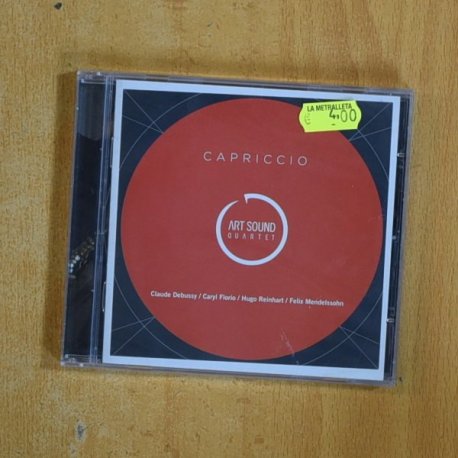 LA METRALLETA
€ 4,00
CAPRICCIO
ART SOUND
QUARTET
Claude Debussy / Caryl Florio / Hugo Reinhart / Felix Mendelssohn